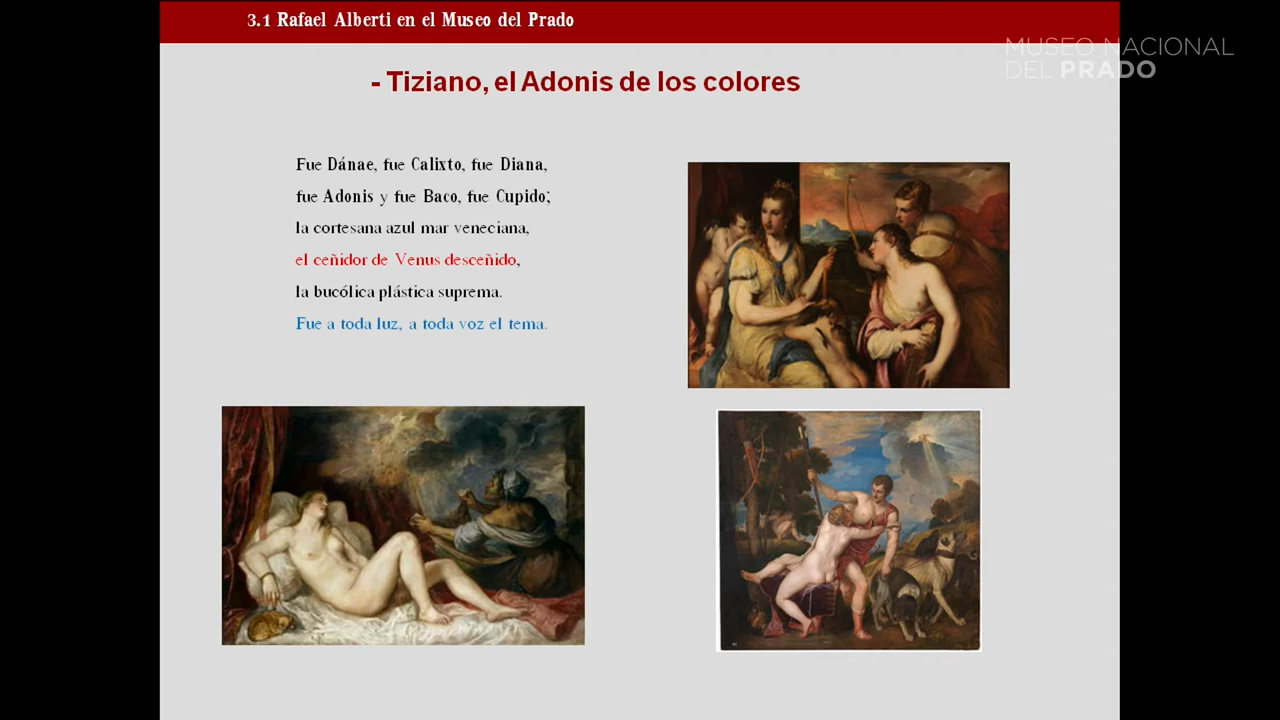 3.1 Rafael Alberti en el Museo del Prado
MUSEO NACIONAL
DEL PRADO
- Tiziano, el Adonis de los colores
Fue Dánae, fue Calixto, fue Diana,
fue Adonis y fue Baco, fue Cupido;
la cortesana azul mar veneciana,
el ceñidor de Venus desceñido,
la bucólica plástica suprema.
Fue a toda luz, a toda voz el tema.